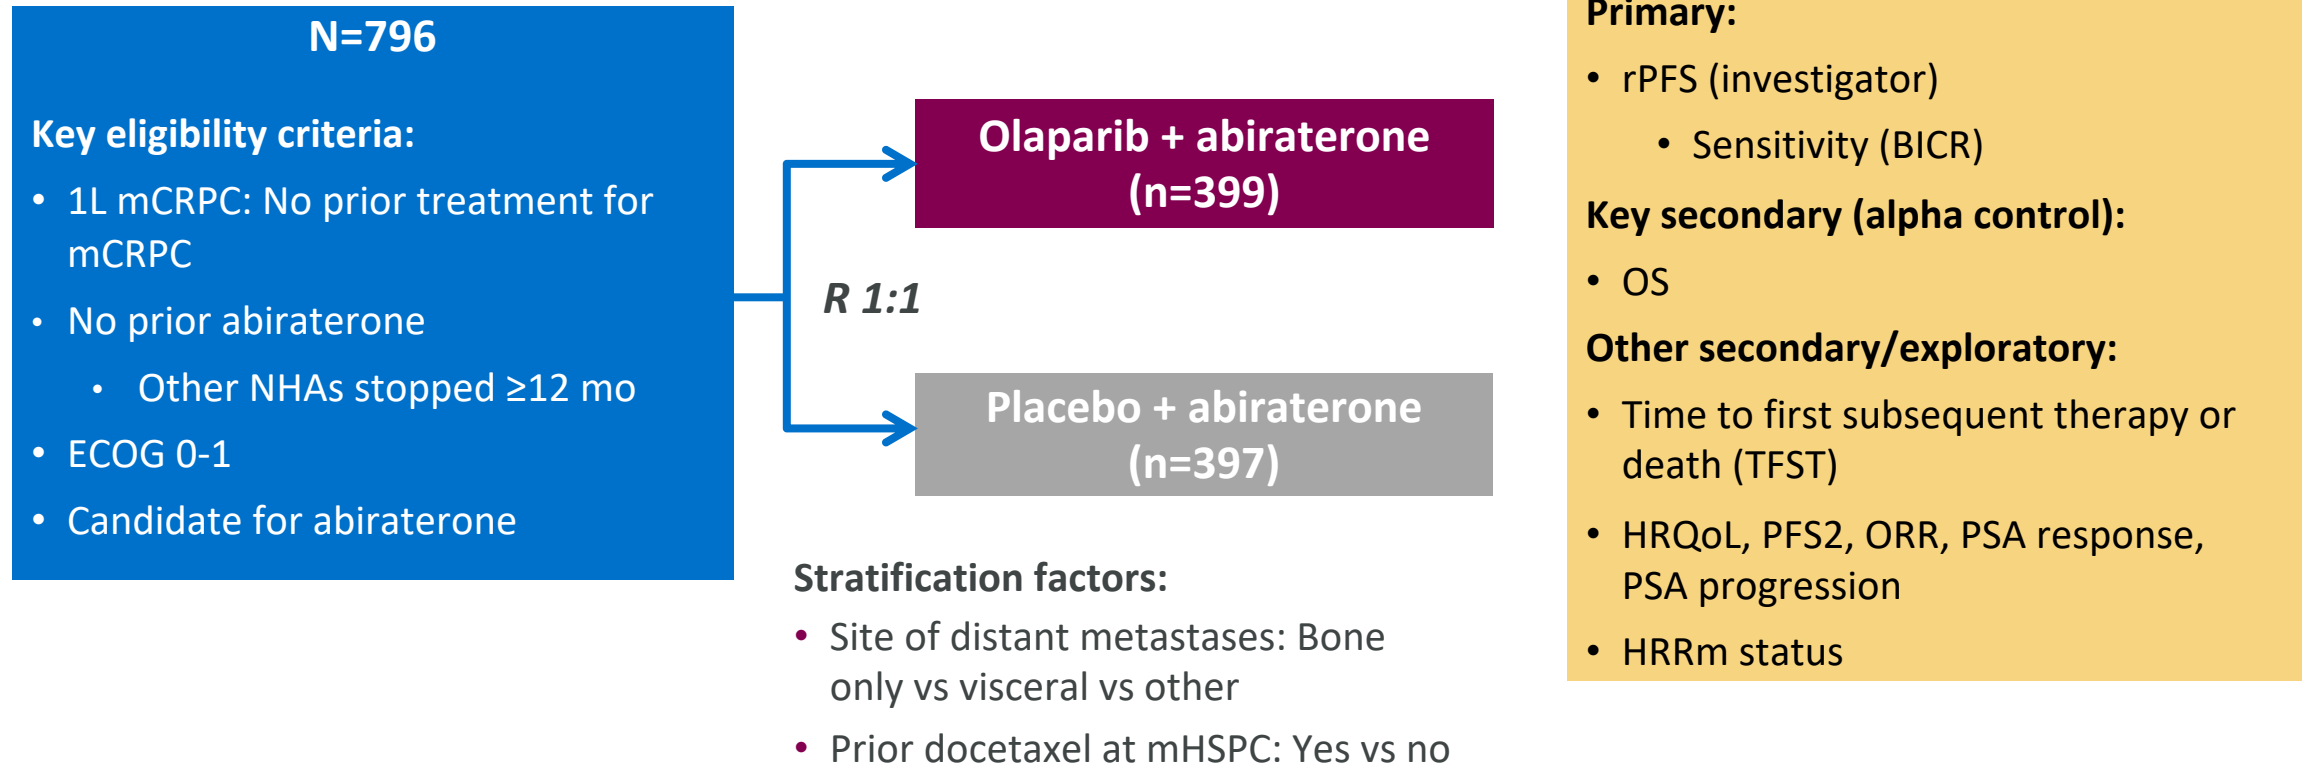 N=796
Key eligibility criteria:
• 1L mCRPC: No prior treatment for
mCRPC
• No prior abiraterone
• Other NHAs stopped ≥12 mo
• ECOG 0-1
• Candidate for abiraterone
R 1:1
Olaparib + abiraterone
(n=399)
Placebo + abiraterone
(n=397)
Stratification factors:
• Site of distant metastases: Bone
only vs visceral vs other
• Prior docetaxel at mHSPC: Yes vs no
Primary:
• rPFS (investigator)
• Sensitivity (BICR)
Key secondary (alpha control):
• OS
Other secondary/exploratory:
• Time to first subsequent therapy or
death (TFST)
• HRQoL, PFS2, ORR, PSA response,
PSA progression
• HRRm status